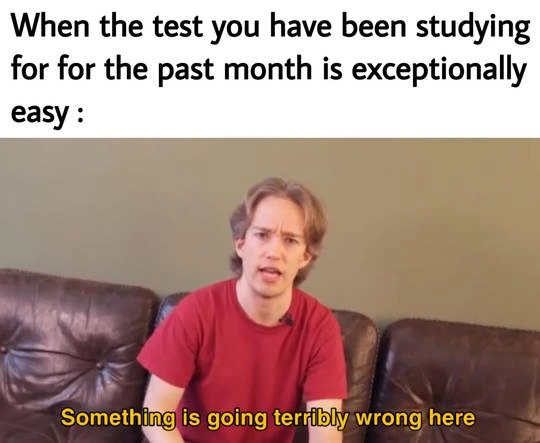 When the test you have been studying
for for the past month is exceptionally
easy :
Something is going terribly wrong here